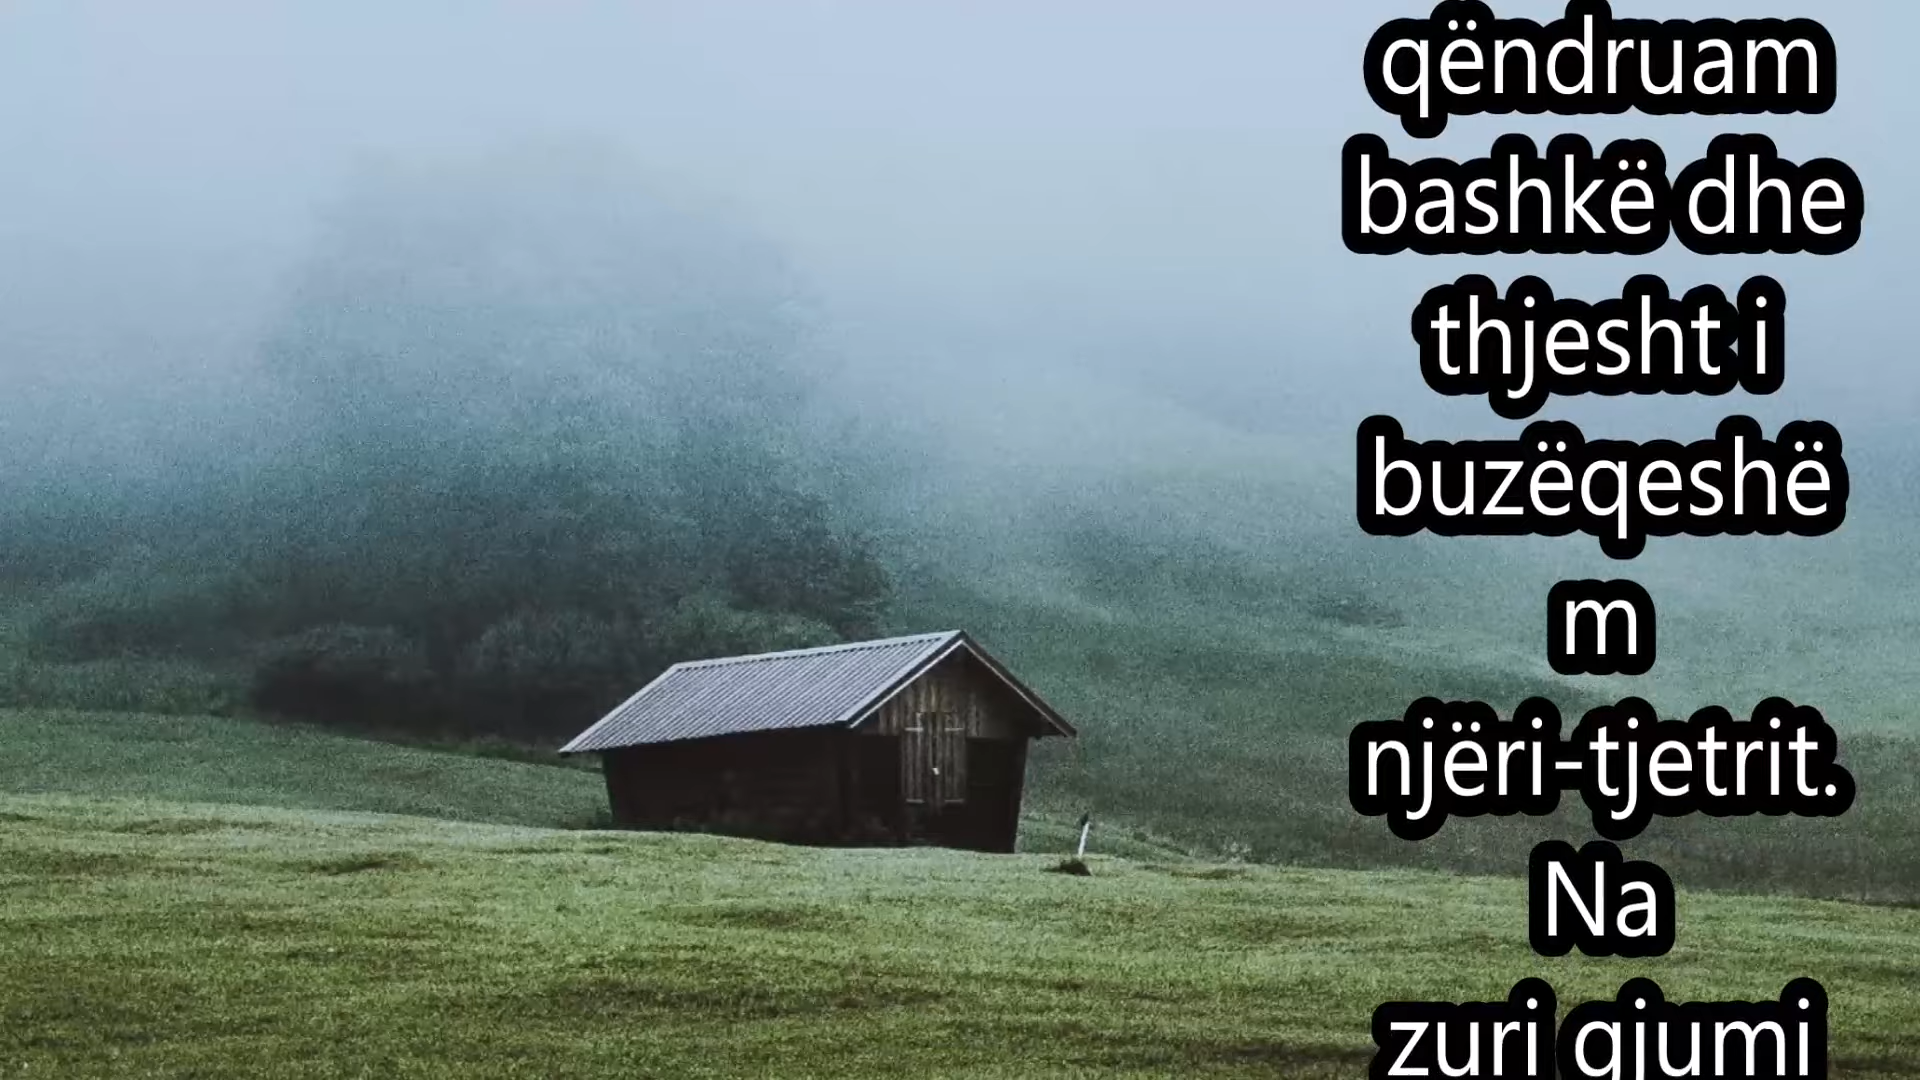 qëndruam
bashkë dhe
thjesht i
buzëqeshë
m
njëri-tjetrit.
Na
zuri gjumi